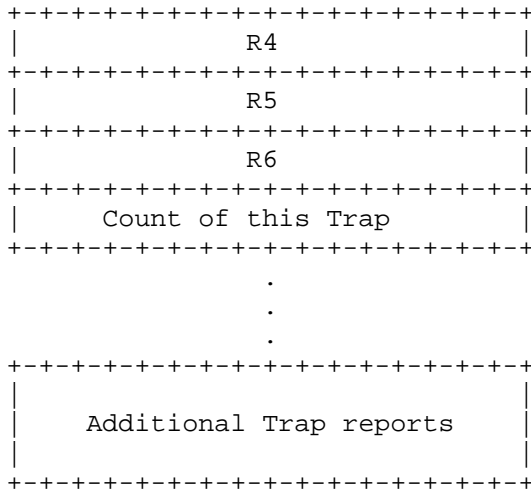 +-+-+-+-+-+-+-+-+-+-+-+-+-+-+-+-+
|              R4               |
+-+-+-+-+-+-+-+-+-+-+-+-+-+-+-+-+
|              R5               |
+-+-+-+-+-+-+-+-+-+-+-+-+-+-+-+-+
|              R6               |
+-+-+-+-+-+-+-+-+-+-+-+-+-+-+-+-+
|     Count of this Trap        |
+-+-+-+-+-+-+-+-+-+-+-+-+-+-+-+-+
                .
                .
                .
+-+-+-+-+-+-+-+-+-+-+-+-+-+-+-+-+
|                               |
|    Additional Trap reports    |
|                               |
+-+-+-+-+-+-+-+-+-+-+-+-+-+-+-+-+